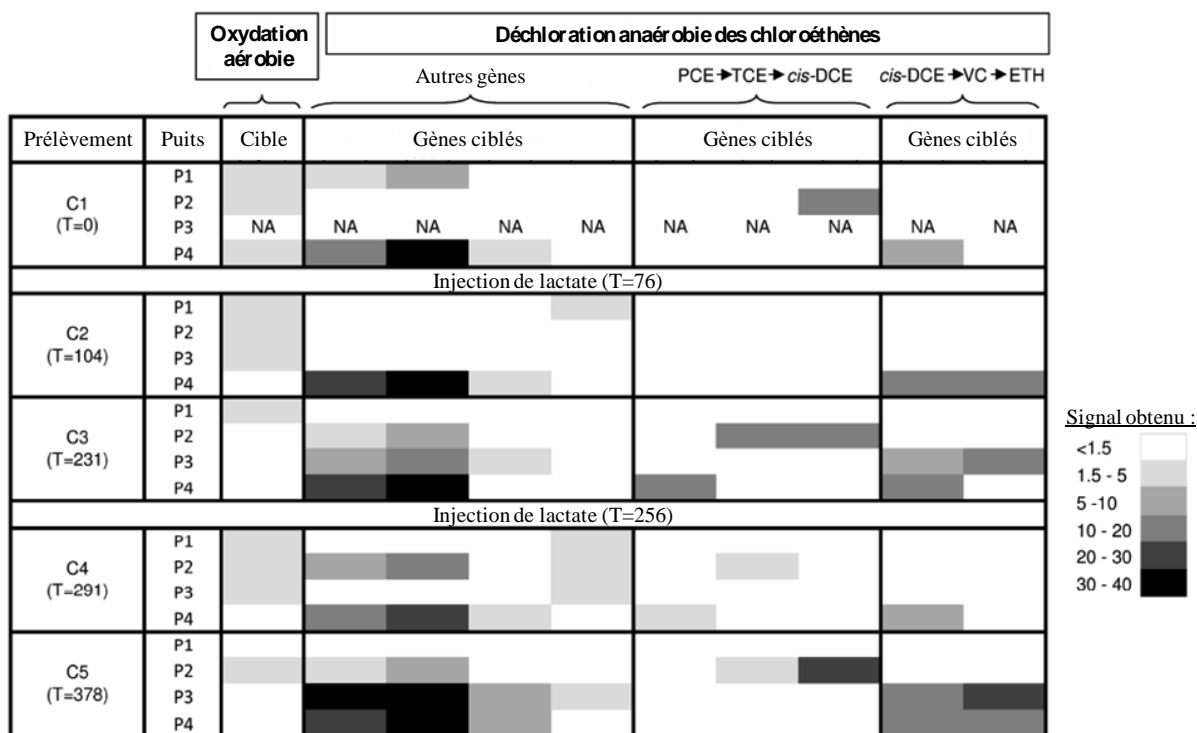 Oxydation aérobie
Déchloration anaérobie des chloroéthènes
Autres gènes
PCE➔TCE➔ cis-DCE
cis-DCE ➔VC ➔ ETH
Prélèvement Puits Cible Gènes ciblés Gènes ciblés Gènes ciblés
C1
(T=0)
P1
P2
P3 NA NA NA NA NA NA NA NA NA NA
P4
Injection de lactate (T=76)
C2
(T=104)
P1
P2
P3
P4
C3
(T=231)
P1
P2
P3
P4
Injection de lactate (T=256)
C4
(T=291)
P1
P2
P3
P4
C5
(T=378)
P1
P2
P3
P4
Signal obtenu :
<1.5
1.5 - 5
5 -10
10 - 20
20 - 30
30 - 40